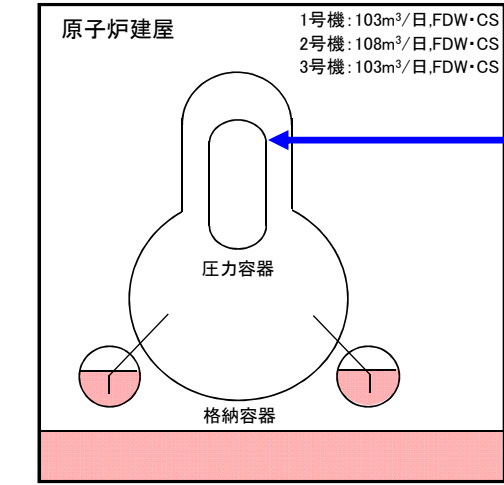 原子炉建屋
1号機：103m³/日,FDW・CS
2号機：108m³/日,FDW・CS
3号機：103m³/日,FDW・CS
圧力容器
格納容器